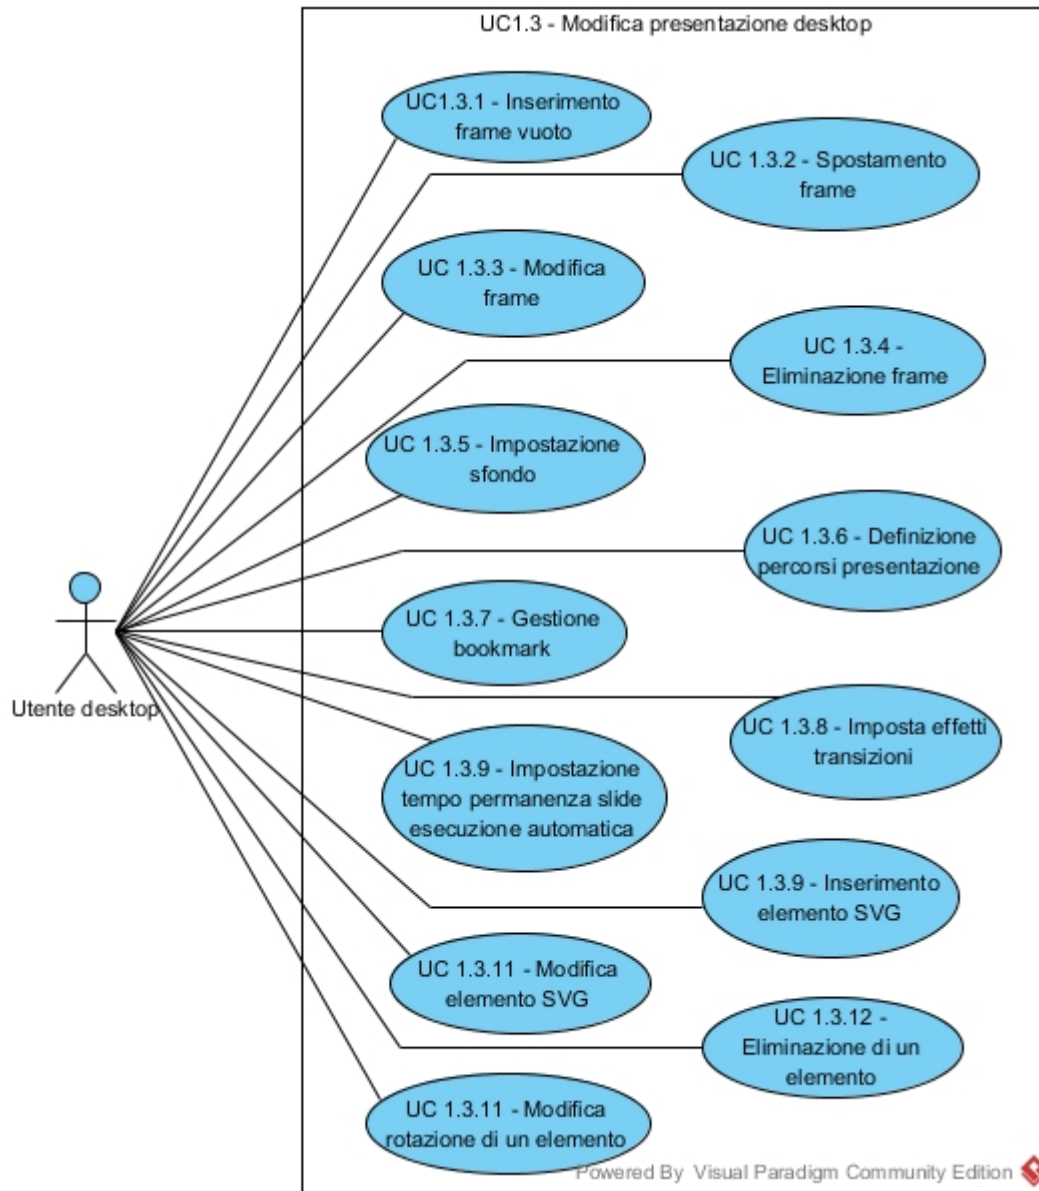 UC1.3 - Modifica presentazione desktop
UC1.3.1 - Inserimento
frame vuoto
UC 1.3.2 - Spostamento
frame
UC 1.3.3 - Modifica
frame
UC 1.3.4 -
Eliminazione frame
UC 1.3.5 - Impostazione
sfondo
UC 1.3.6 - Definizione
percorsi presentazione
UC 1.3.7 - Gestione
bookmark
Utente desktop
UC 1.3.8 - Imposta effetti
transizioni
UC 1.3.9 - Impostazione
tempo permanenza slide
esecuzione automatica
UC 1.3.9 - Inserimento
elemento SVG
UC 1.3.11 - Modifica
elemento SVG
UC 1.3.12 -
Eliminazione di un
elemento
UC 1.3.11 - Modifica
rotazione di un elemento
Powered By Visual Paradigm Community Edition